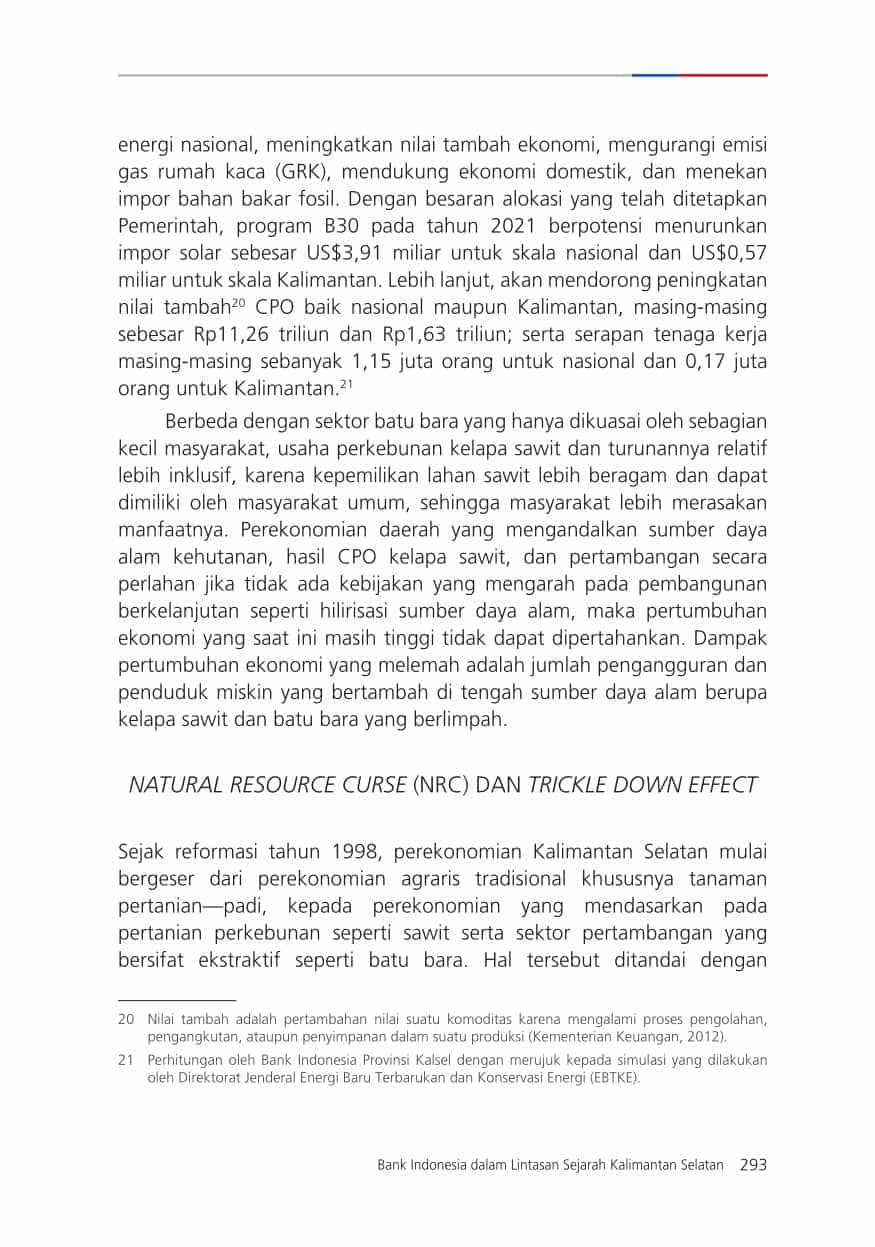 energi nasional, meningkatkan nilai tambah ekonomi, mengurangi emisi
gas rumah kaca (GRK), mendukung ekonomi domestik, dan menekan
impor bahan bakar fosil. Dengan besaran alokasi yang telah ditetapkan
Pemerintah, program B30 pada tahun 2021 berpotensi menurunkan
impor solar sebesar US$3,91 miliar untuk skala nasional dan US$0,57
miliar untuk skala Kalimantan. Lebih lanjut, akan mendorong peningkatan
nilai tambah²⁰ CPO baik nasional maupun Kalimantan, masing-masing
sebesar Rp11,26 triliun dan Rp1,63 triliun; serta serapan tenaga kerja
masing-masing sebanyak 1,15 juta orang untuk nasional dan 0,17 juta
orang untuk Kalimantan.²¹
Berbeda dengan sektor batu bara yang hanya dikuasai oleh sebagian
kecil masyarakat, usaha perkebunan kelapa sawit dan turunannya relatif
lebih inklusif, karena kepemilikan lahan sawit lebih beragam dan dapat
dimiliki oleh masyarakat umum, sehingga masyarakat lebih merasakan
manfaatnya. Perekonomian daerah yang mengandalkan sumber daya
alam kehutanan, hasil CPO kelapa sawit, dan pertambangan secara
perlahan jika tidak ada kebijakan yang mengarah pada pembangunan
berkelanjutan seperti hilirisasi sumber daya alam, maka pertumbuhan
ekonomi yang saat ini masih tinggi tidak dapat dipertahankan. Dampak
pertumbuhan ekonomi yang melemah adalah jumlah pengangguran dan
penduduk miskin yang bertambah di tengah sumber daya alam berupa
kelapa sawit dan batu bara yang berlimpah.
NATURAL RESOURCE CURSE (NRC) DAN TRICKLE DOWN EFFECT
Sejak reformasi tahun 1998, perekonomian Kalimantan Selatan mulai
bergeser dari perekonomian agraris tradisional khususnya tanaman
pertanian—padi, kepada perekonomian yang mendasarkan pada
pertanian perkebunan seperti sawit serta sektor pertambangan yang
bersifat ekstraktif seperti batu bara. Hal tersebut ditandai dengan
20 Nilai tambah adalah pertambahan nilai suatu komoditas karena mengalami proses pengolahan,
pengangkutan, ataupun penyimpanan dalam suatu produksi (Kementerian Keuangan, 2012).
21 Perhitungan oleh Bank Indonesia Provinsi Kalsel dengan merujuk kepada simulasi yang dilakukan
oleh Direktorat Jenderal Energi Baru Terbarukan dan Konservasi Energi (EBTKE).
Bank Indonesia dalam Lintasan Sejarah Kalimantan Selatan 293